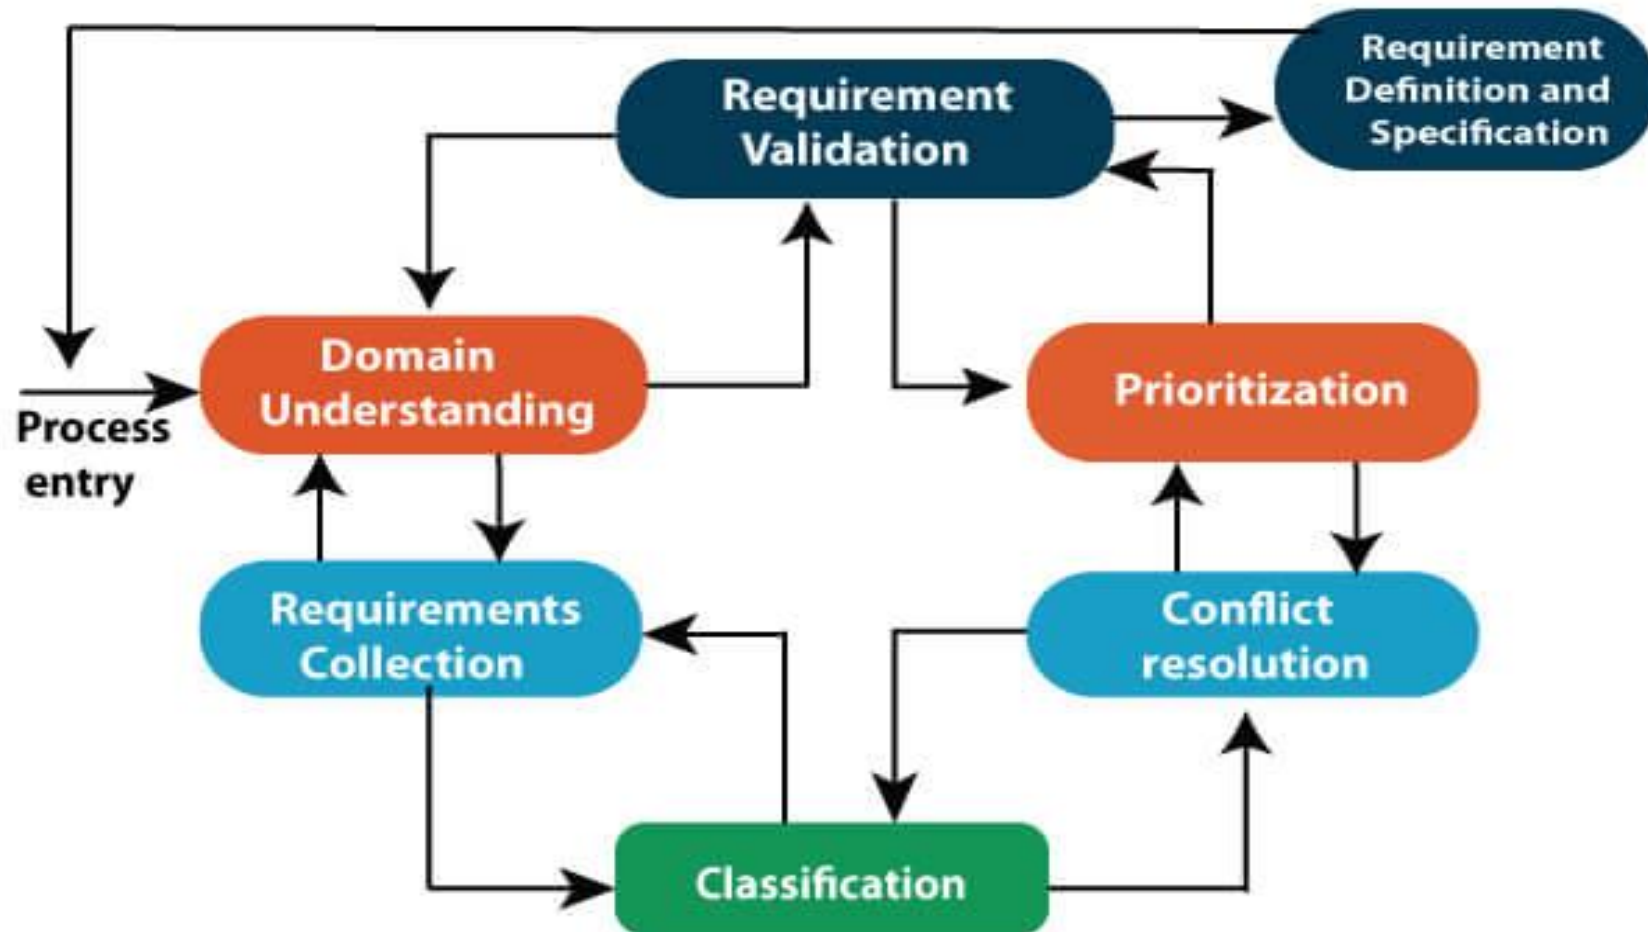 Requirement
Definition and
Specification
Requirement
Validation
Domain
Understanding
Prioritization
Process
entry
Requirements
Collection
Conflict
resolution
Classification